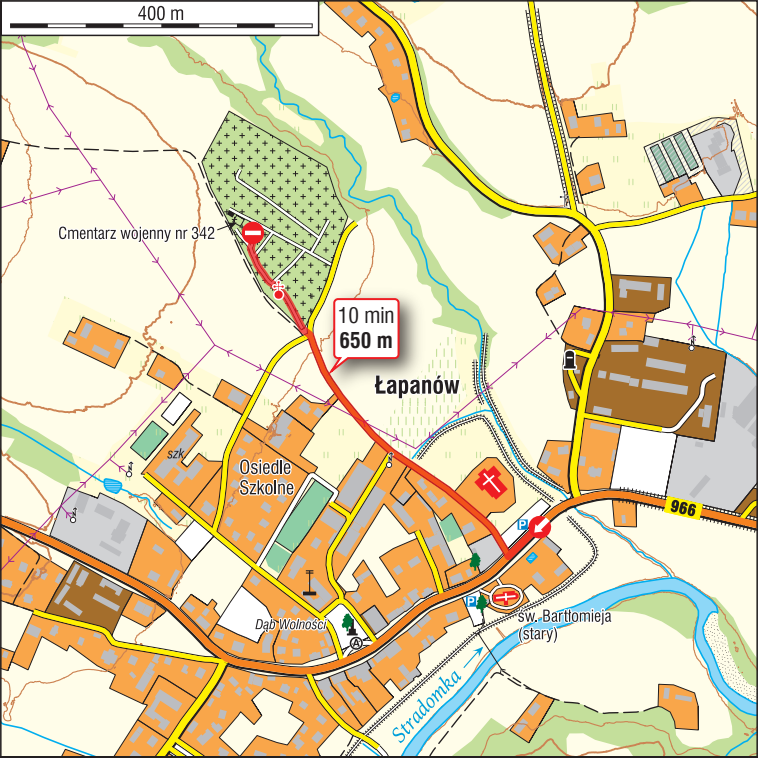 400 m
Cmentarz wojenny nr 342
10 min
650 m
Łapanów
szk.
Osiedle
Szkolne
966
P
Dąb Wolności
A
P
św. Bartłomieja
(stary)
Stradomka